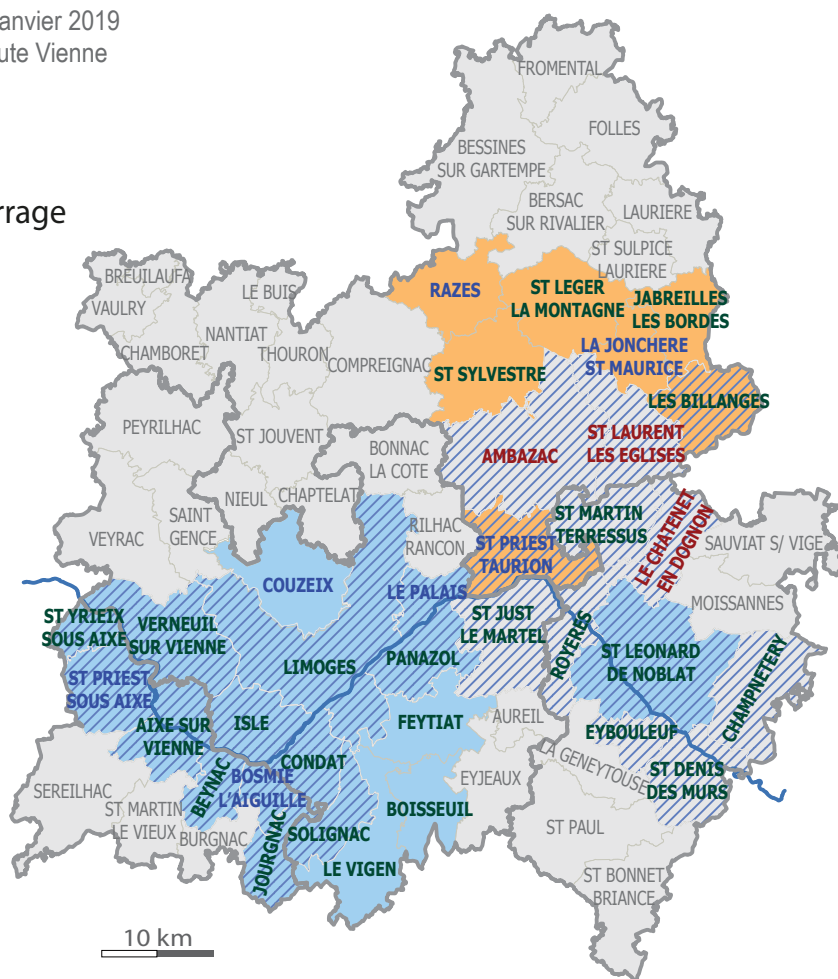 anvier 2019
ute Vienne
rrage
FROMENTAL
FOLLES
BESSINES
SUR GARTEMPE
BERSAC
SUR RIVALIER
LAURIERE
ST SULPICE
LAURIERE
BREUILAUFA
LE BUIS
VAULRY
NANTIAT
CHAMBORET
THOURON
COMPREIGNAC
RAZES
ST LEGER
LA MONTAGNE
JABREILLES
LES BORDES
LA JONCHERE
ST MAURICE
ST SYLVESTRE
LES BILLANGES
PEYRILHAC
ST JOUVENT
BONNAC
LA COTE
AMBAZAC
ST LAURENT
LES EGLISES
NIEUL
CHAPTELAT
SAINT
GENCE
VEYRAC
RILHAC
RANCON
ST MARTIN
TERRESSUS
LE CHATENET
EN DOGNON
SAUVIAT S/ VIGE
ST PRIEST
TAURION
COUZEIX
LE PALAIS
MOISSANNES
ST YRIEIX
SOUS AIXE
VERNEUIL
SUR VIENNE
ST JUST
LE MARTEL
ROYERES
ST LEONARD
DE NOBLAT
CHAMPNETERY
LIMOGES
PANAZOL
ST PRIEST
SOUS AIXE
AIXE SUR
VIENNE
ISLE
FEYTIAT
AUREIL
EYBOULEUF
LA GENEYTOUSE
ST DENIS
DES MURS
CONDAT
BEYNAC
BOSMIE
L'AIGUILLE
EYJEAUX
SEREILHAC
ST MARTIN
LE VIEUX
BURGNAC
BOISSEUIL
SOLIGNAC
JOURGNAC
LE VIGEN
ST PAUL
ST BONNET
BRIANCE
10 km